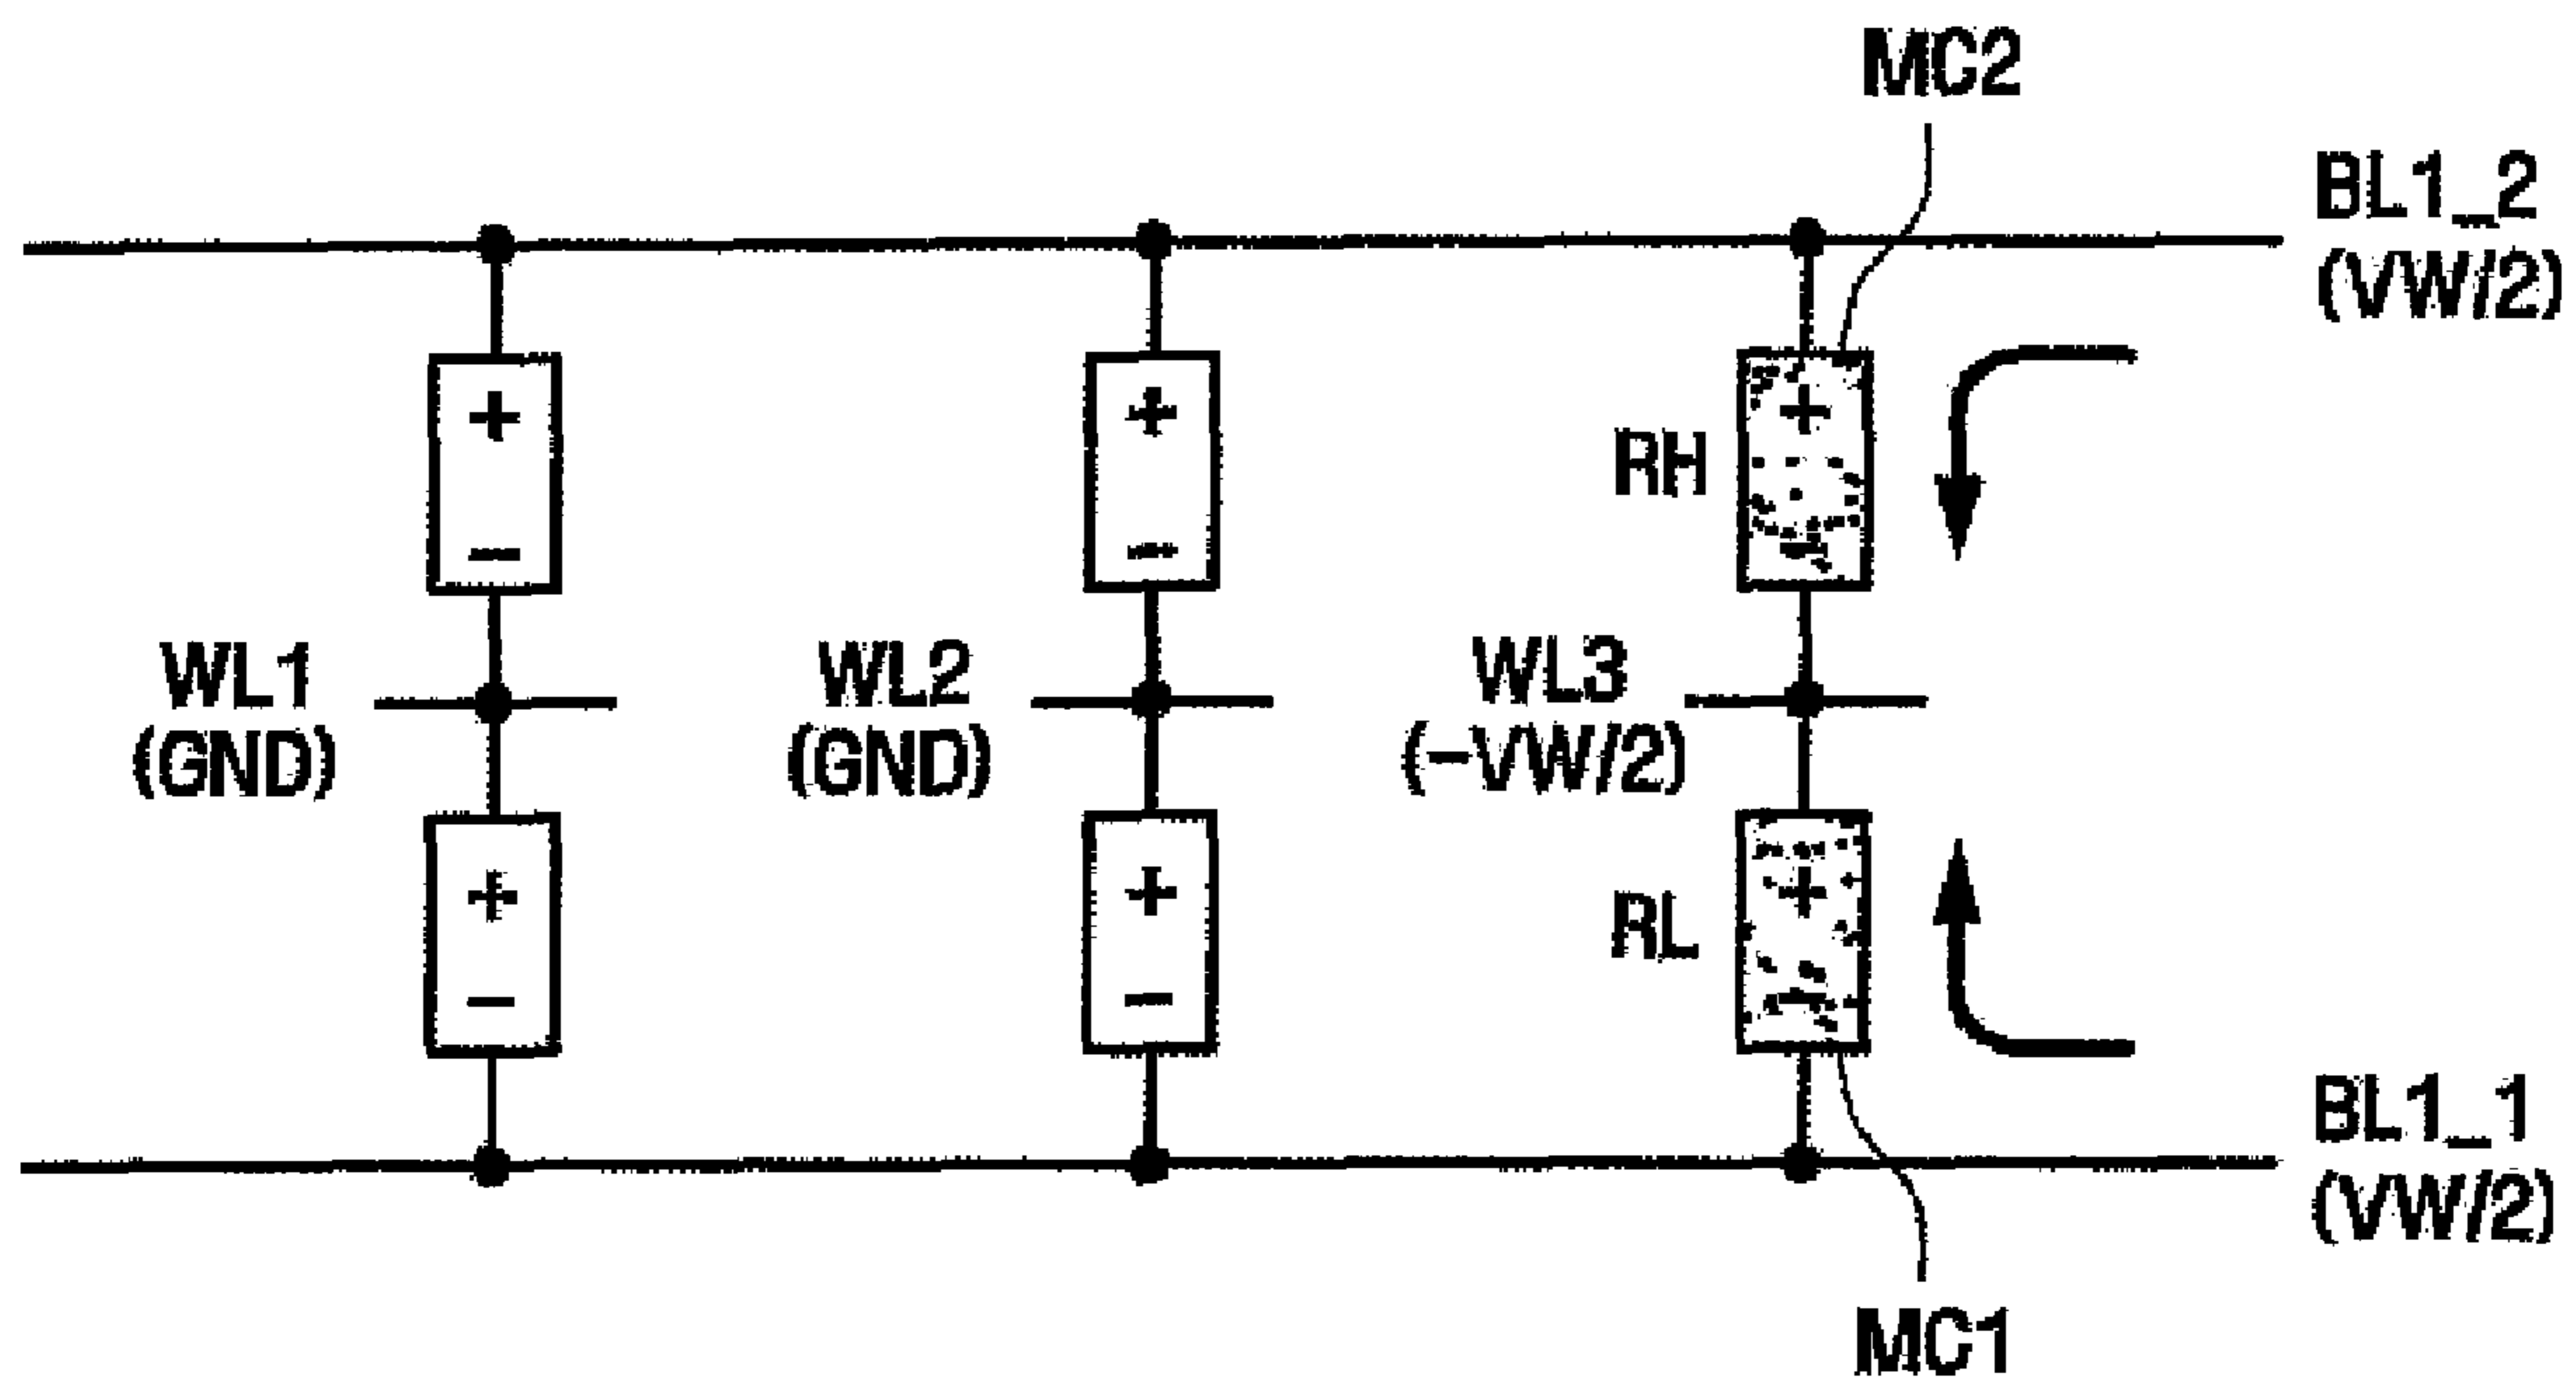 MC2
BL1_2
(VW/2)
+
+
+
RH
−
−
−
WL1
(GND)
WL2
(GND)
WL3
(−VW/2)
+
+
+
RL
−
−
−
BL1_1
(VW/2)
MC1